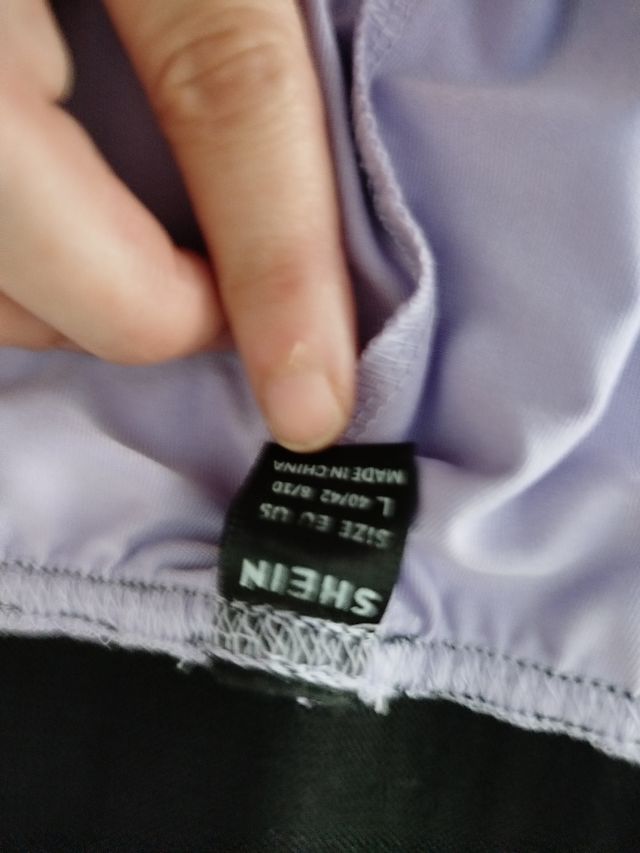 SHEIN
SIZE EU US
L 40/42 8/10
MADE IN CHINA